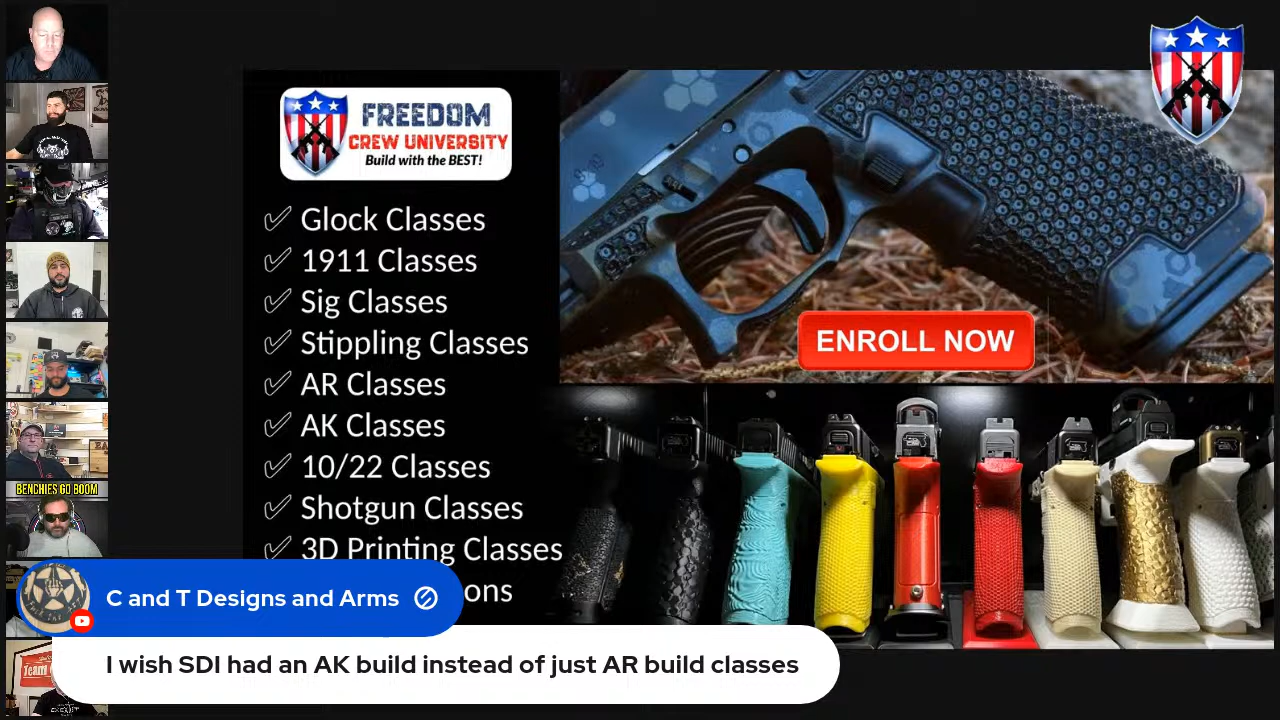 FREEDOM
CREW UNIVERSITY
Build with the BEST!
Glock Classes
1911 Classes
Sig Classes
Stippling Classes
AR Classes
AK Classes
10/22 Classes
Shotgun Classes
3D Printing Classes
ENROLL NOW
BENCHIES GO BOOM
C and T Designs and Arms
I wish SDI had an AK build instead of just AR build classes